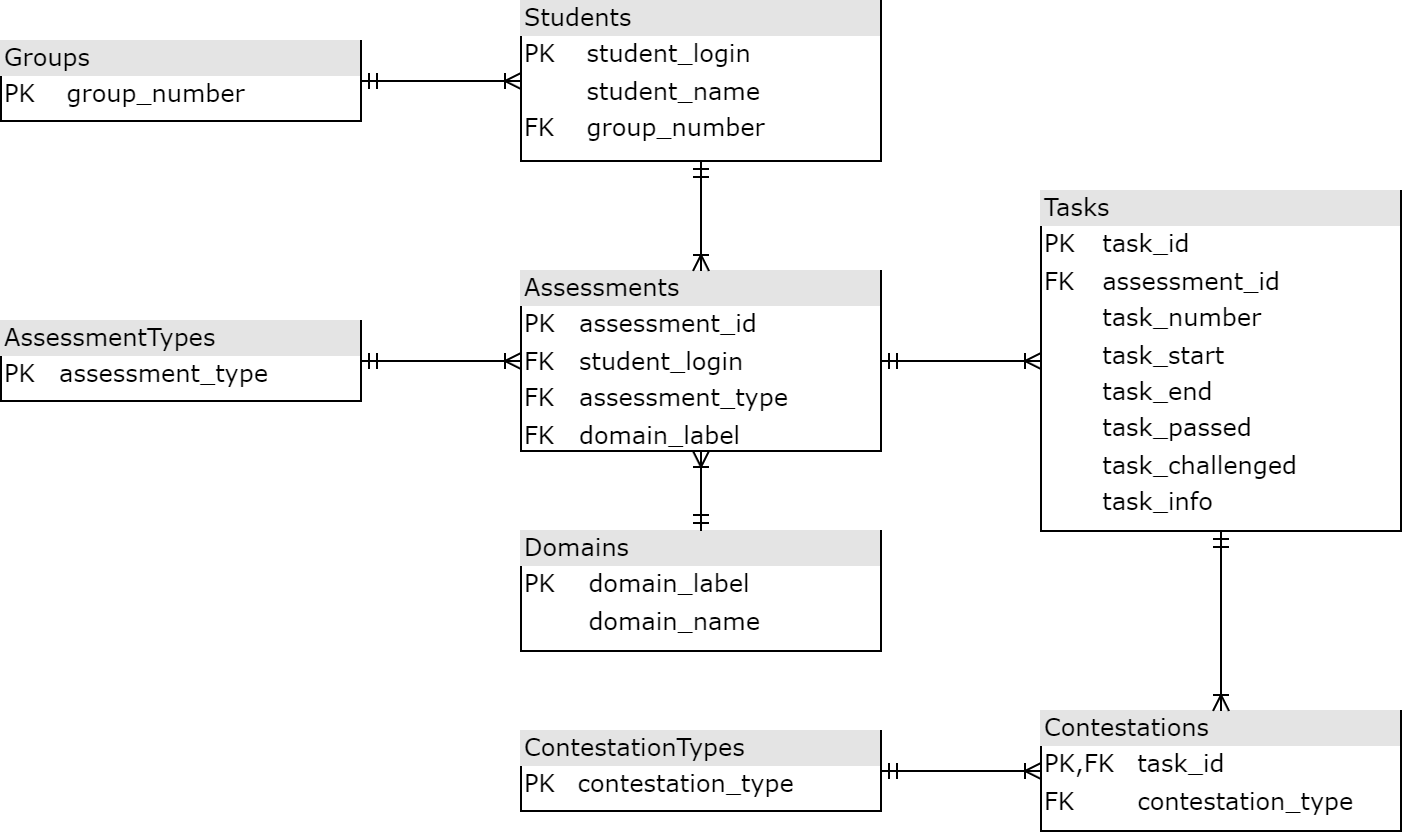 Students
PK student_login
student_name
FK group_number
Groups
PK group_number
Tasks
PK task_id
FK assessment_id
task_number
task_start
task_end
task_passed
task_challenged
task_info
Assessments
PK assessment_id
FK student_login
FK assessment_type
FK domain_label
AssessmentTypes
PK assessment_type
Domains
PK domain_label
domain_name
Contestations
PK,FK task_id
FK contestation_type
ContestationTypes
PK contestation_type